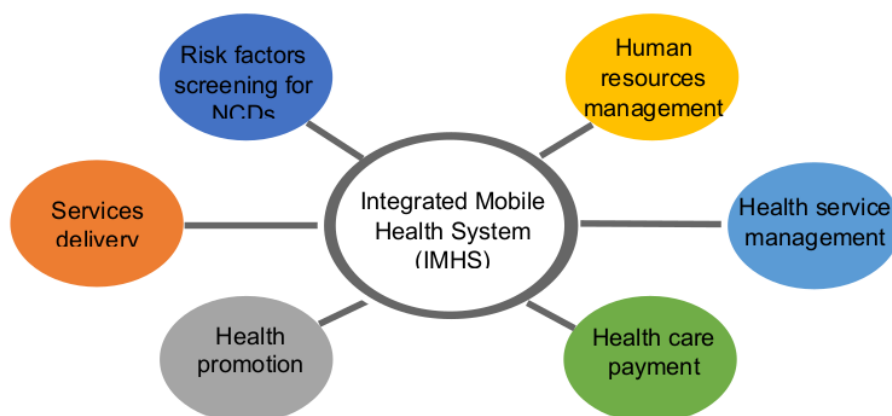 Risk factors
screening for
NCDs
Human
resources
management
Services
delivery
Integrated Mobile
Health System
(IMHS)
Health service
management
Health
promotion
Health care
payment